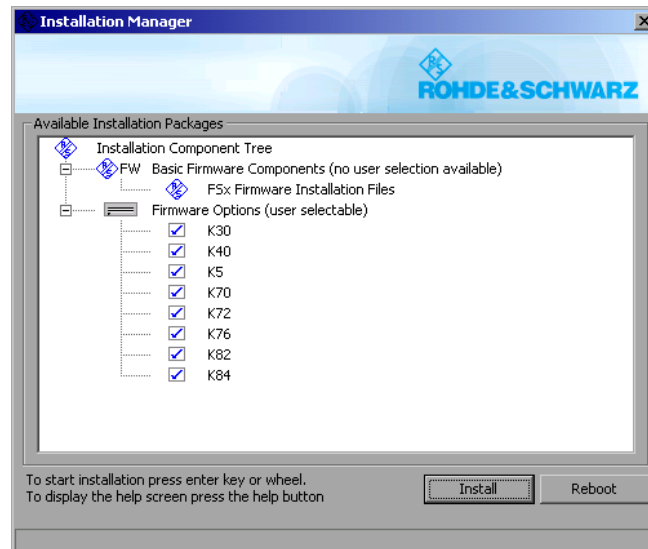 Installation Manager
R&S
ROHDE&SCHWARZ
Available Installation Packages
Installation Component Tree
FW Basic Firmware Components (no user selection available)
FSx Firmware Installation Files
Firmware Options (user selectable)
K30
K40
K5
K70
K72
K76
K82
K84
To start installation press enter key or wheel.
To display the help screen press the help button
Install
Reboot